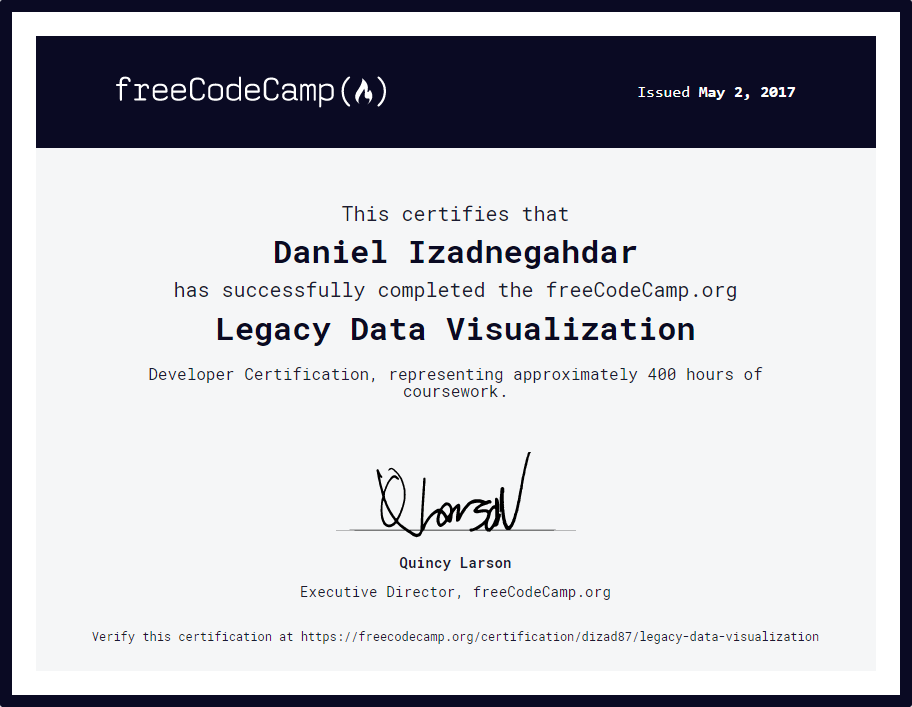 freeCodeCamp(🔥)
Issued May 2, 2017
This certifies that
Daniel Izadnegahdar
has successfully completed the freeCodeCamp.org
Legacy Data Visualization
Developer Certification, representing approximately 400 hours of
coursework.
QLarson
Quincy Larson
Executive Director, freeCodeCamp.org
Verify this certification at https://freecodecamp.org/certification/dizad87/legacy-data-visualization